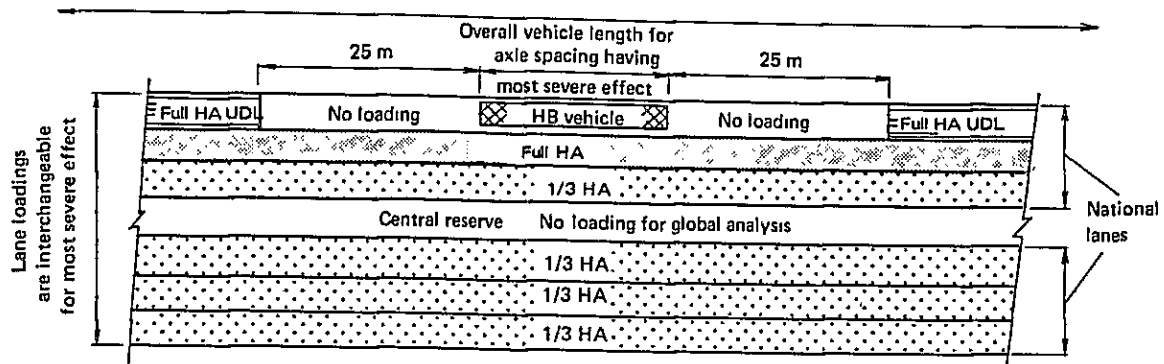 Overall vehicle length for
axle spacing having
most severe effect
25 m
25 m
Full HA UDL
No loading
HB vehicle
No loading
Full HA UDL
Full HA
1/3 HA
Central reserve No loading for global analysis
1/3 HA.
1/3 HA
1/3 HA
Lane loadings
are interchangeable
for most severe effect
National
lanes